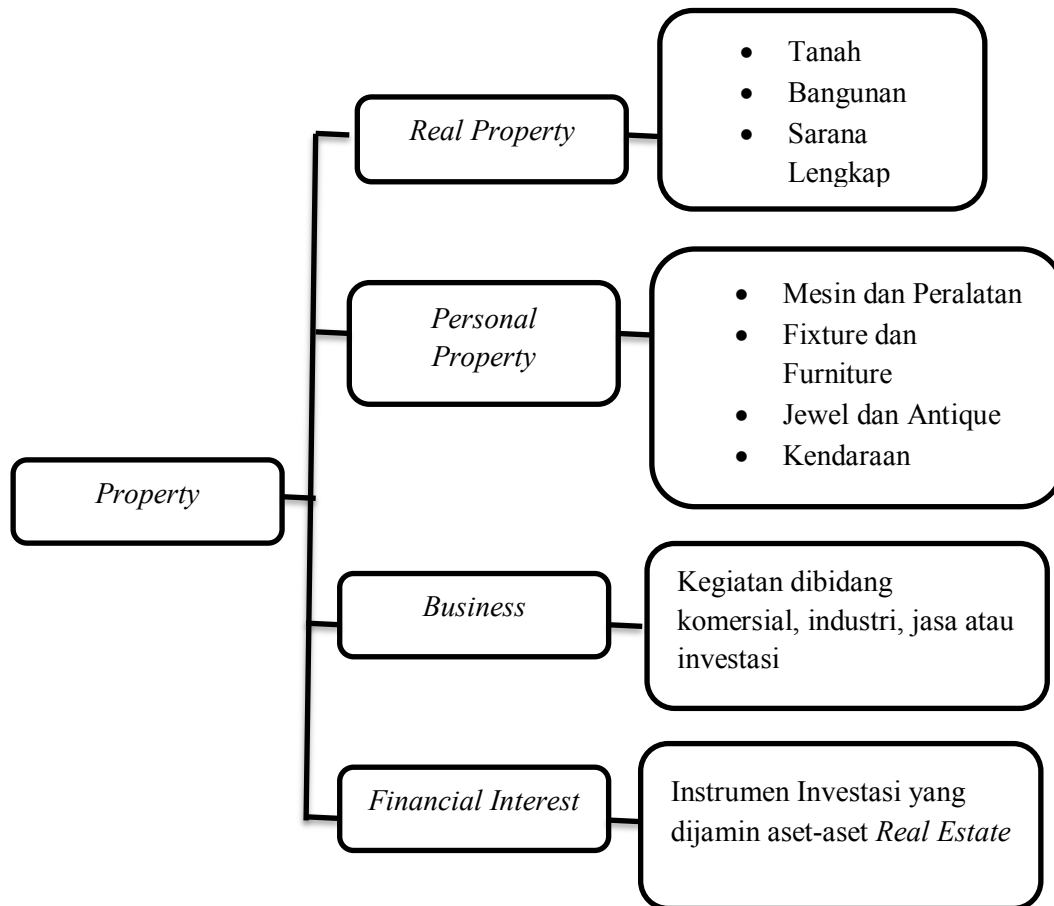 • Tanah
• Bangunan
• Sarana
Lengkap
Real Property
• Mesin dan Peralatan
• Fixture dan
Furniture
• Jewel dan Antique
• Kendaraan
Personal
Property
Property
Business
Kegiatan dibidang
komersial, industri, jasa atau
investasi
Financial Interest
Instrumen Investasi yang
dijamin aset-aset Real Estate